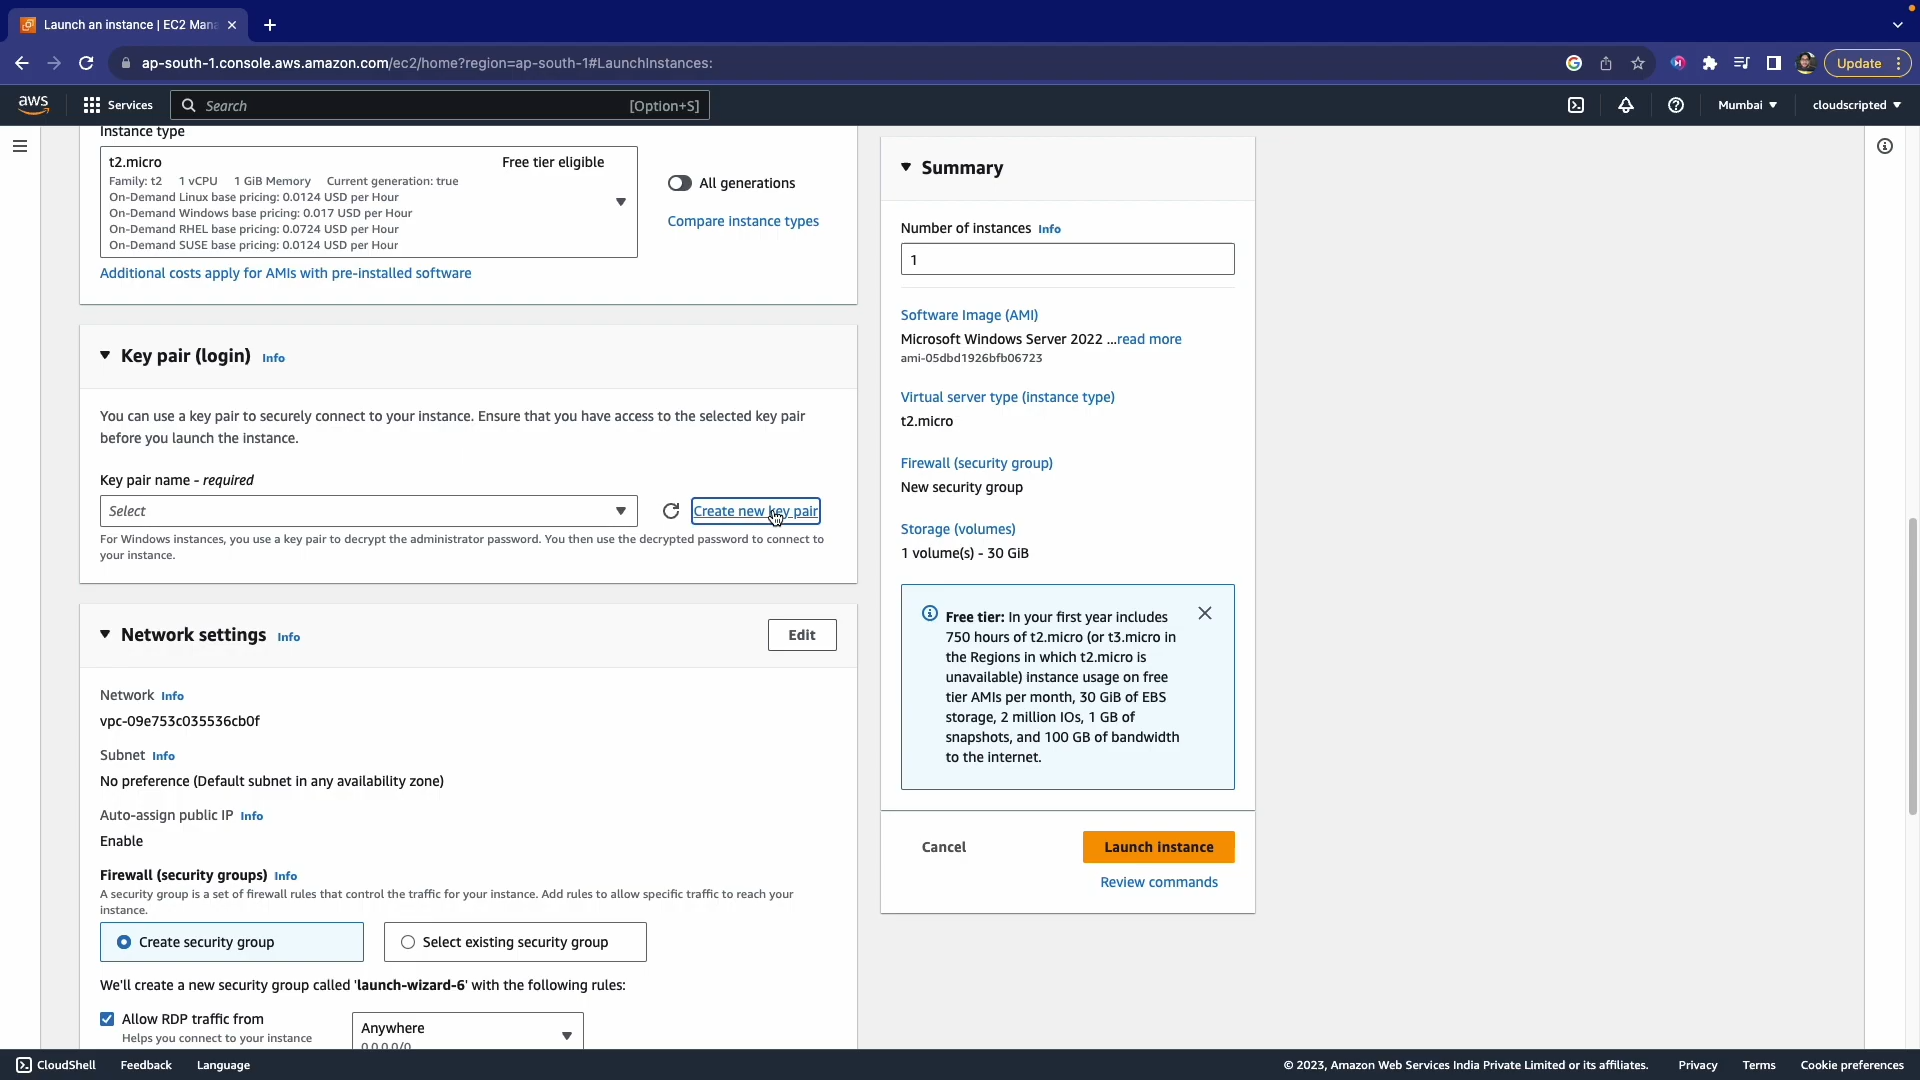 Launch an instance | EC2 Man
ap-south-1.console.aws.amazon.com/ec2/home?region=ap-south-1#LaunchInstances:
Update
aws
Services
Search
[Option+S]
Mumbai
cloudscripted
Instance type
t2.micro
Free tier eligible
Family: t2 1 vCPU 1 GiB Memory Current generation: true
On-Demand Linux base pricing: 0.0124 USD per Hour
On-Demand Windows base pricing: 0.017 USD per Hour
On-Demand RHEL base pricing: 0.0724 USD per Hour
On-Demand SUSE base pricing: 0.0124 USD per Hour
All generations
Compare instance types
Additional costs apply for AMIs with pre-installed software
Key pair (login) Info
You can use a key pair to securely connect to your instance. Ensure that you have access to the selected key pair
before you launch the instance.
Key pair name - required
Select
Create new key pair
For Windows instances, you use a key pair to decrypt the administrator password. You then use the decrypted password to connect to
your instance.
Network settings Info
Edit
Network Info
vpc-09e753c035536cb0f
Subnet Info
No preference (Default subnet in any availability zone)
Auto-assign public IP Info
Enable
Firewall (security groups) Info
A security group is a set of firewall rules that control the traffic for your instance. Add rules to allow specific traffic to reach your
instance.
Create security group
Select existing security group
We'll create a new security group called 'launch-wizard-6' with the following rules:
Allow RDP traffic from
Helps you connect to your instance
Anywhere
0.0.0.0/0
Summary
Number of instances Info
1
Software Image (AMI)
Microsoft Windows Server 2022 ...read more
ami-05dbd1926bfb06723
Virtual server type (instance type)
t2.micro
Firewall (security group)
New security group
Storage (volumes)
1 volume(s) - 30 GiB
Free tier: In your first year includes
750 hours of t2.micro (or t3.micro in
the Regions in which t2.micro is
unavailable) instance usage on free
tier AMIs per month, 30 GiB of EBS
storage, 2 million IOs, 1 GB of
snapshots, and 100 GB of bandwidth
to the internet.
Cancel
Launch instance
Review commands
CloudShell
Feedback
Language
© 2023, Amazon Web Services India Private Limited or its affiliates.
Privacy
Terms
Cookie preferences